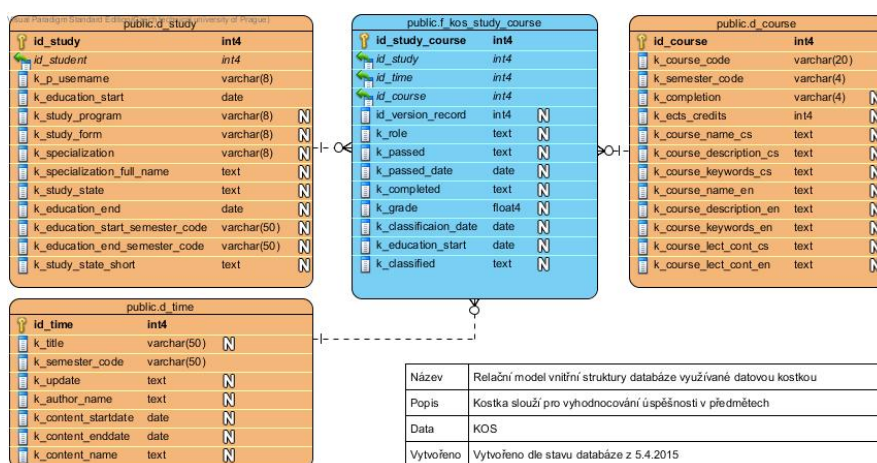 Visual Paradigm Standard Edition university of Prague)
public.d_study
id_study int4
id_student int4
k_p_username varchar(8)
k_education_start date
k_study_program varchar(8) N
k_study_form varchar(8) N
k_specialization varchar(8) N
k_specialization_full_name text N
k_study_state text N
k_education_end date N
k_education_start_semester_code varchar(50) N
k_education_end_semester_code varchar(50) N
k_study_state_short text N
public.f_kos_study_course
id_study_course int4
id_study int4
id_time int4
id_course int4
id_version_record int4 N
k_role text N
k_passed text N
k_passed_date date N
k_completed text N
k_grade float4 N
k_classificaion_date date N
k_education_start date N
k_classified text N
public.d_course
id_course int4
k_course_code varchar(20)
k_semester_code varchar(4)
k_completion varchar(4) N
k_ects_credits int4 N
k_course_name_cs text N
k_course_description_cs text N
k_course_keywords_cs text N
k_course_name_en text N
k_course_description_en text N
k_course_keywords_en text N
k_course_lect_cont_cs text N
k_course_lect_cont_en text N
public.d_time
id_time int4
k_title varchar(50) N
k_semester_code varchar(50)
k_update text N
k_author_name text N
k_content_startdate date N
k_content_enddate date N
k_content_name text N
Název Relační model vnitřní struktury databáze využívané datovou kostkou
Popis Kostka slouží pro vyhodnocování úspěšnosti v předmětech
Data KOS
Vytvořeno Vytvořeno dle stavu databáze z 5.4.2015